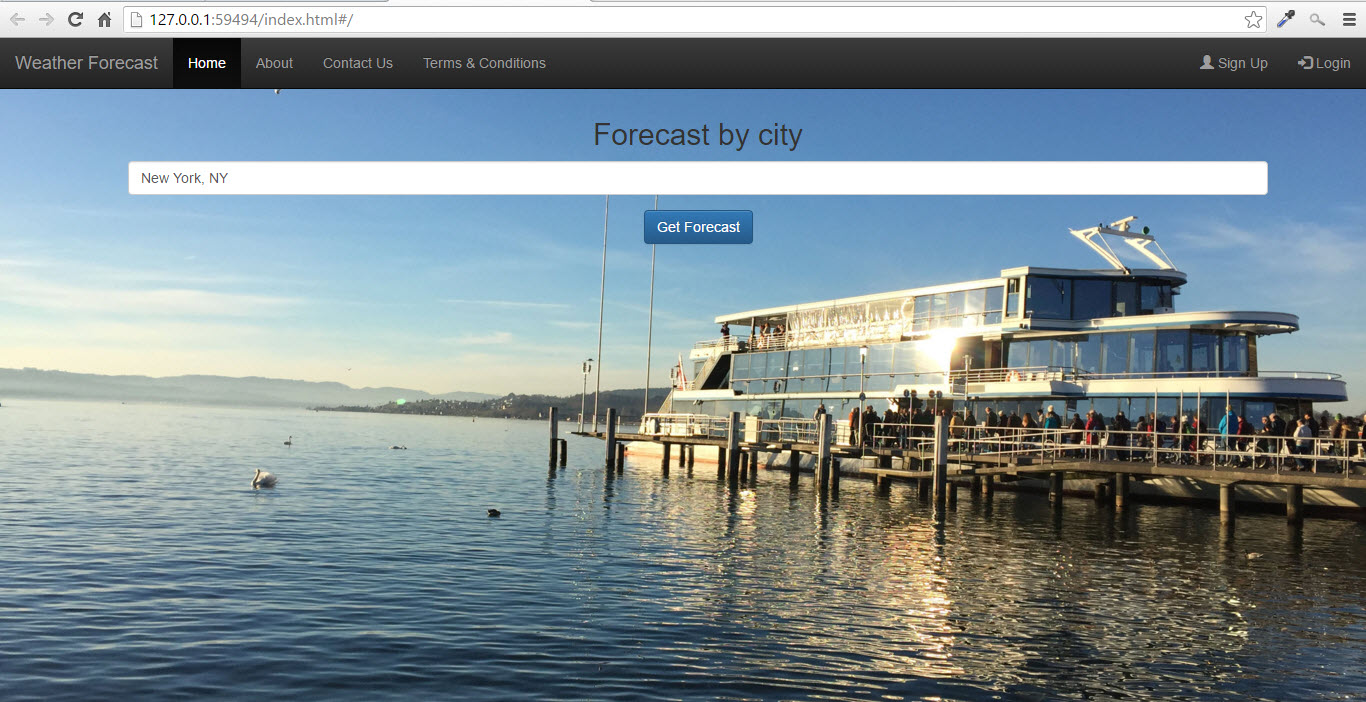 127.0.0.1:59494/index.html#/
Weather Forecast Home About Contact Us Terms & Conditions Sign Up Login
Forecast by city
New York, NY
Get Forecast